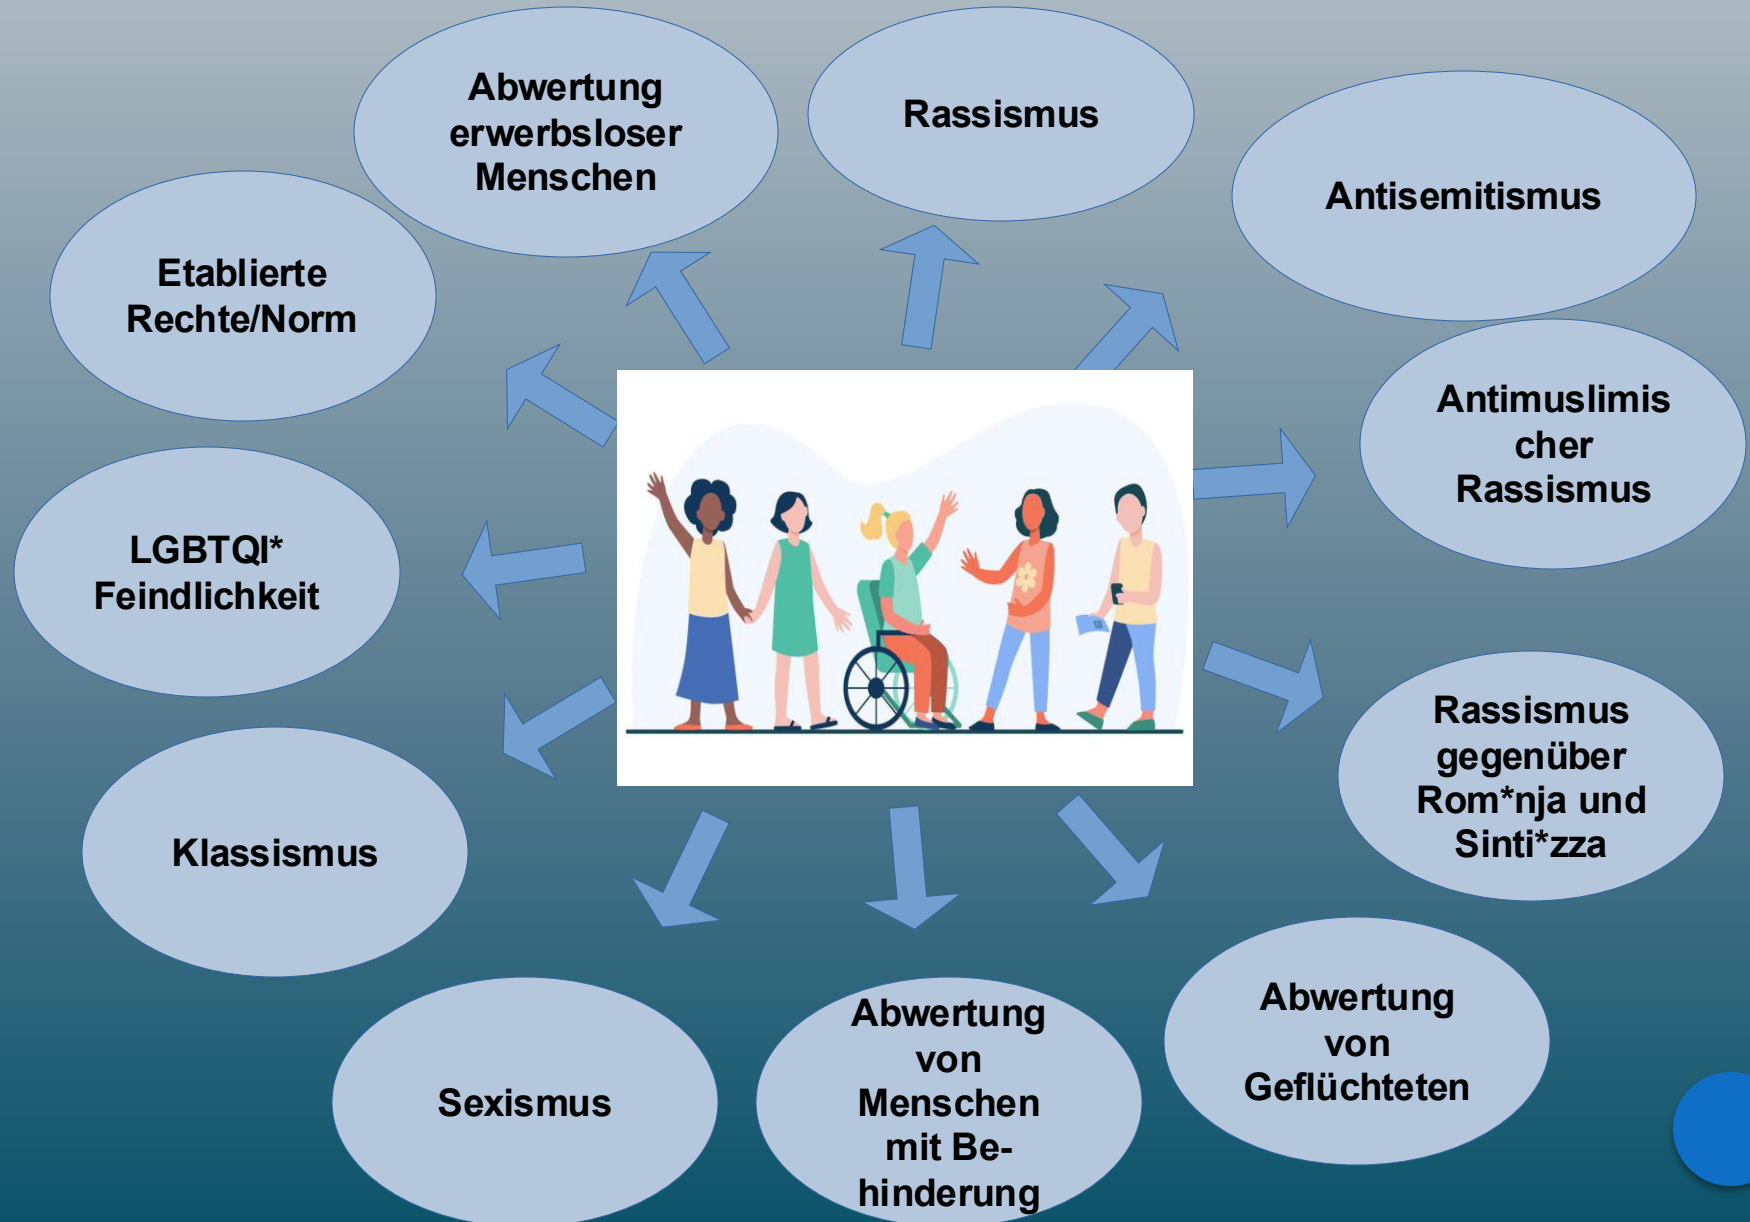 Abwertung
erwerbsloser
Menschen
Rassismus
Antisemitismus
Etablierte
Rechte/Norm
Antimuslimis
cher
Rassismus
LGBTQI*
Feindlichkeit
Rassismus
gegenüber
Rom*nja und
Sinti*zza
Klassismus
Abwertung
von
Geflüchteten
Sexismus
Abwertung
von
Menschen
mit Be-
hinderung